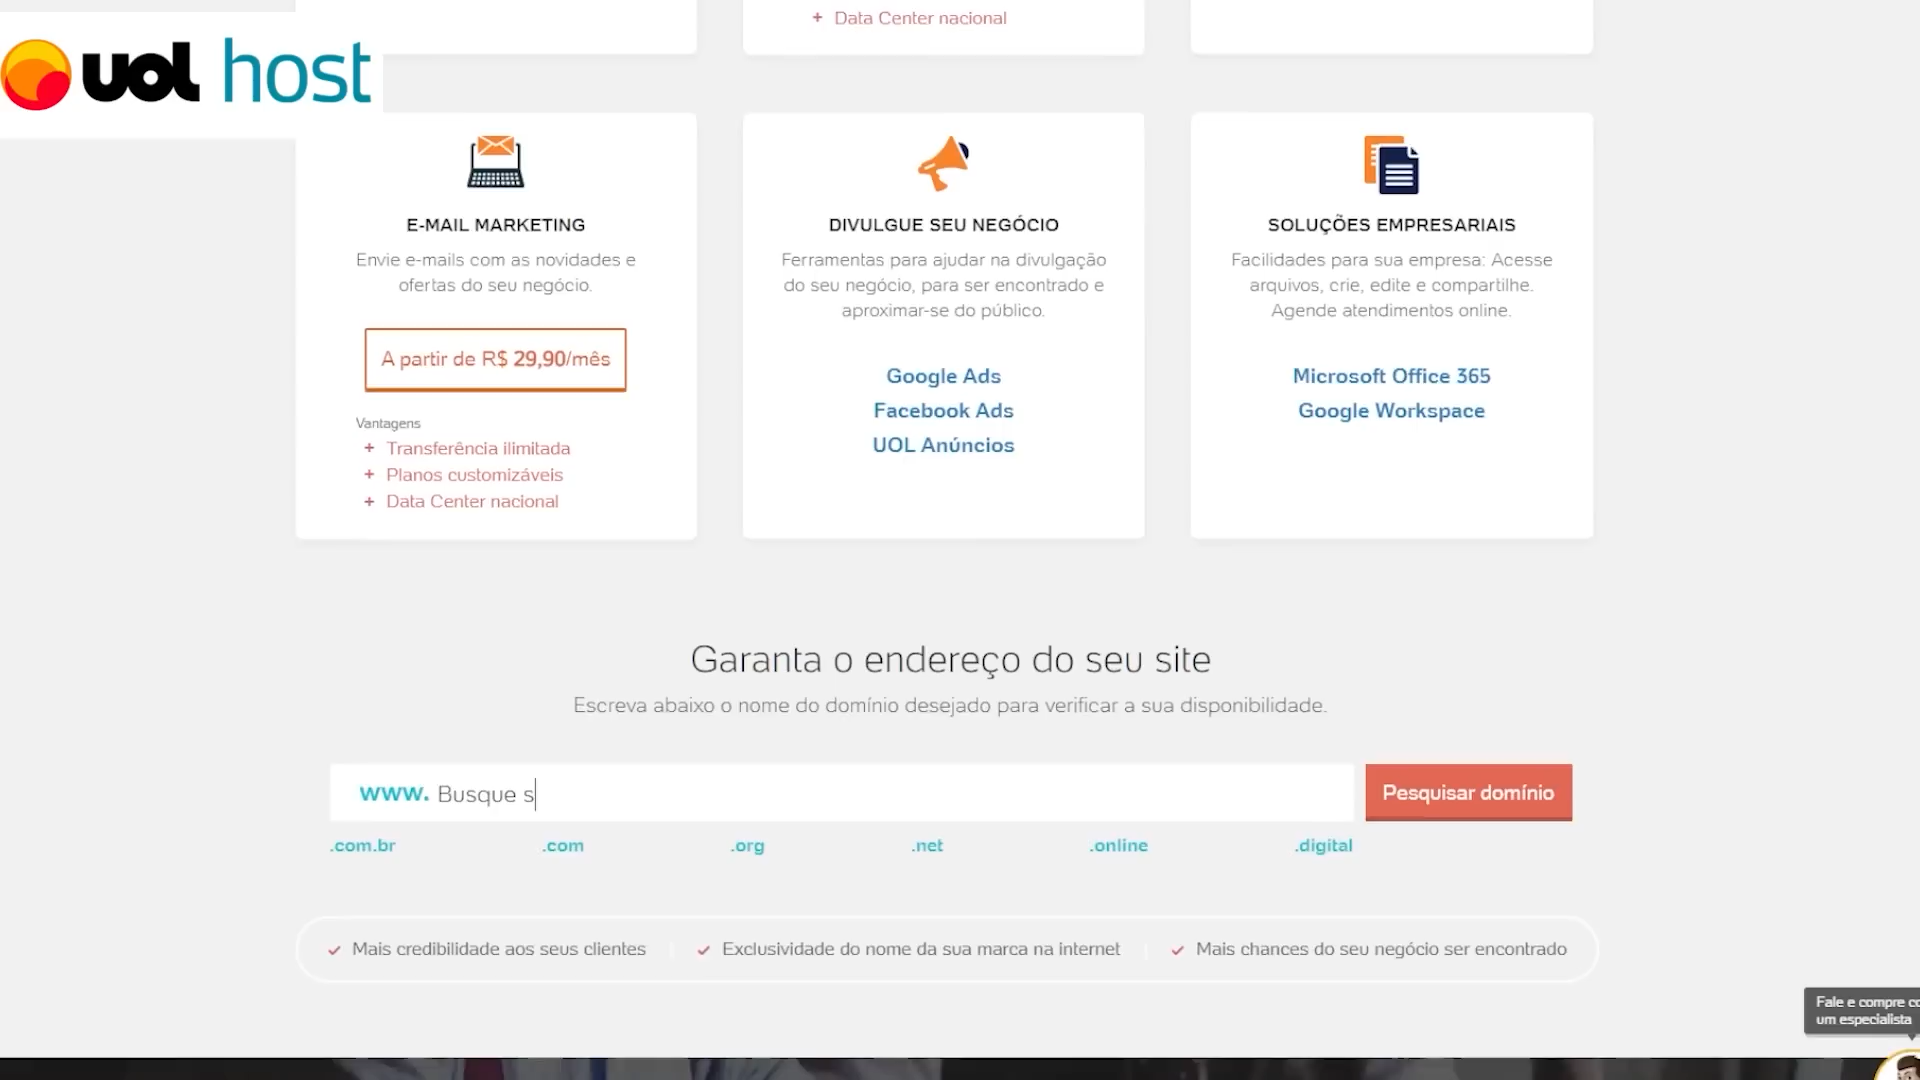 + Data Center nacional
uol host
E-MAIL MARKETING
Envie e-mails com as novidades e
ofertas do seu negócio.
A partir de R$ 29,90/mês
Vantagens
+ Transferência ilimitada
+ Planos customizáveis
+ Data Center nacional
DIVULGUE SEU NEGÓCIO
Ferramentas para ajudar na divulgação
do seu negócio, para ser encontrado e
aproximar-se do público.
Google Ads
Facebook Ads
UOL Anúncios
SOLUÇÕES EMPRESARIAIS
Facilidades para sua empresa: Acesse
arquivos, crie, edite e compartilhe.
Agende atendimentos online.
Microsoft Office 365
Google Workspace
Garanta o endereço do seu site
Escreva abaixo o nome do domínio desejado para verificar a sua disponibilidade.
www. Busque s
Pesquisar domínio
.com.br .com .org .net .online .digital
Mais credibilidade aos seus clientes
Exclusividade do nome da sua marca na internet
Mais chances do seu negócio ser encontrado
Fale e compre co
um especialista